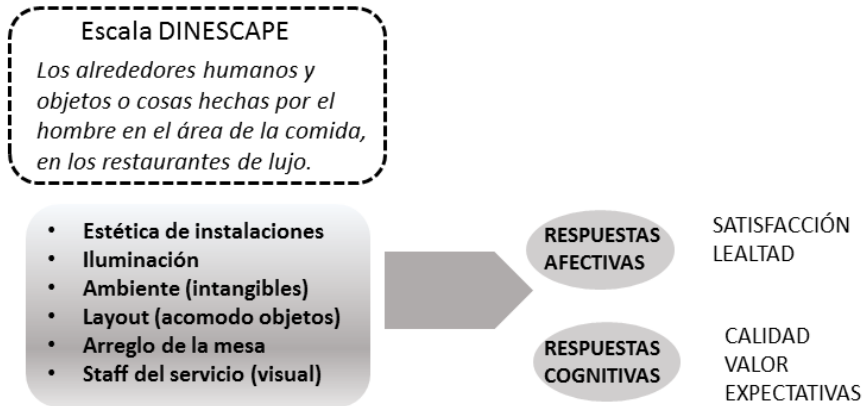 Escala DINESCAPE
Los alrededores humanos y
objetos o cosas hechas por el
hombre en el área de la comida,
en los restaurantes de lujo.
• Estética de instalaciones
• Iluminación
• Ambiente (intangibles)
• Layout (acomodo objetos)
• Arreglo de la mesa
• Staff del servicio (visual)
RESPUESTAS
AFECTIVAS
SATISFACCIÓN
LEALTAD
RESPUESTAS
COGNITIVAS
CALIDAD
VALOR
EXPECTATIVAS